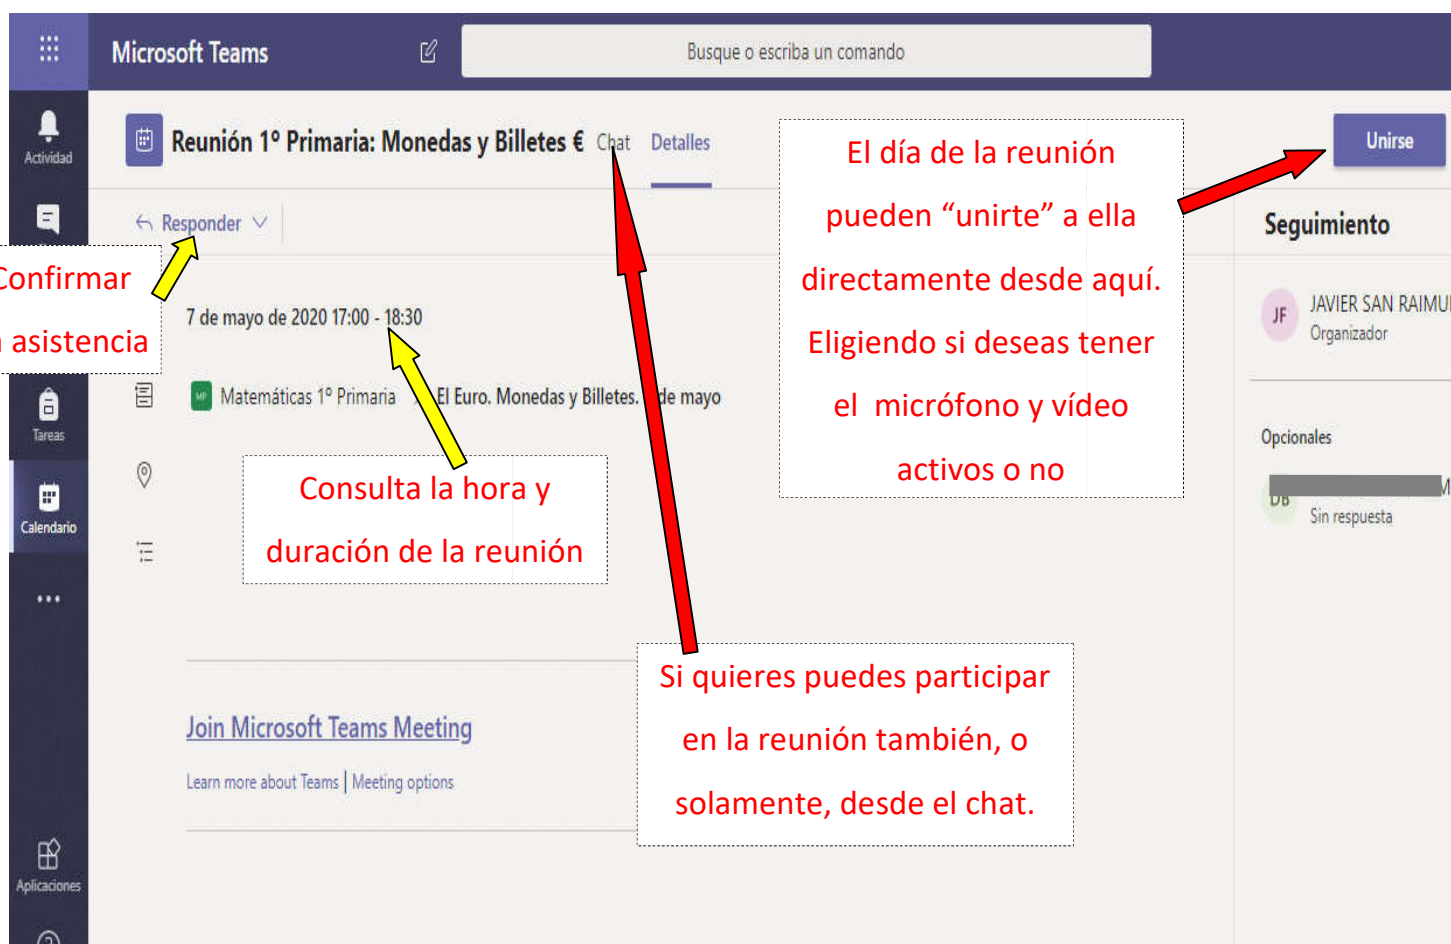 Microsoft Teams
Busque o escriba un comando
Actividad
Reunión 1º Primaria: Monedas y Billetes €
Chat
Detalles
Unirse
El día de la reunión
pueden “unirte” a ella
directamente desde aquí.
Eligiendo si deseas tener
el micrófono y vídeo
activos o no
Responder
Confirmar
asistencia
7 de mayo de 2020 17:00 - 18:30
Seguimiento
JF
JAVIER SAN
Organizador
Matemáticas 1º Primaria
El Euro. Monedas y Billetes. de mayo
Tareas
Opcionales
DB
Sin respuesta
Calendario
Consulta la hora y
duración de la reunión
Si quieres puedes participar
en la reunión también, o
solamente, desde el chat.
Join Microsoft Teams Meeting
Learn more about Teams | Meeting options
Aplicaciones